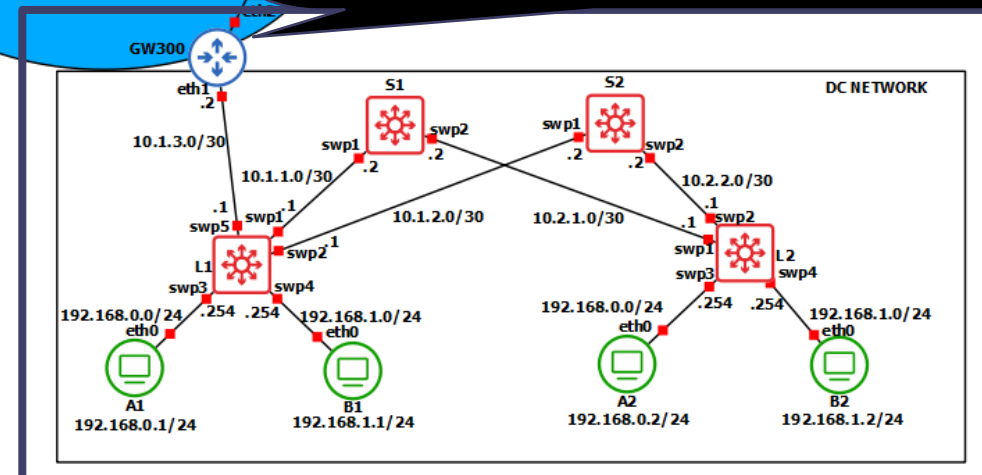 eth2
GW300
eth1
.2
10.1.3.0/30
DC NETWORK
S1
swp1
.2
swp2
.2
S2
swp1
.2
swp2
.2
10.1.1.0/30
10.1.2.0/30
10.2.1.0/30
10.2.2.0/30
.1
swp5
swp1
.1
swp2
.1
L1
swp3
.254
swp4
.254
.1
swp1
.1
swp2
L2
swp3
.254
swp4
.254
192.168.0.0/24
eth0
192.168.1.0/24
eth0
192.168.0.0/24
eth0
192.168.1.0/24
eth0
A1
192.168.0.1/24
B1
192.168.1.1/24
A2
192.168.0.2/24
B2
192.168.1.2/24